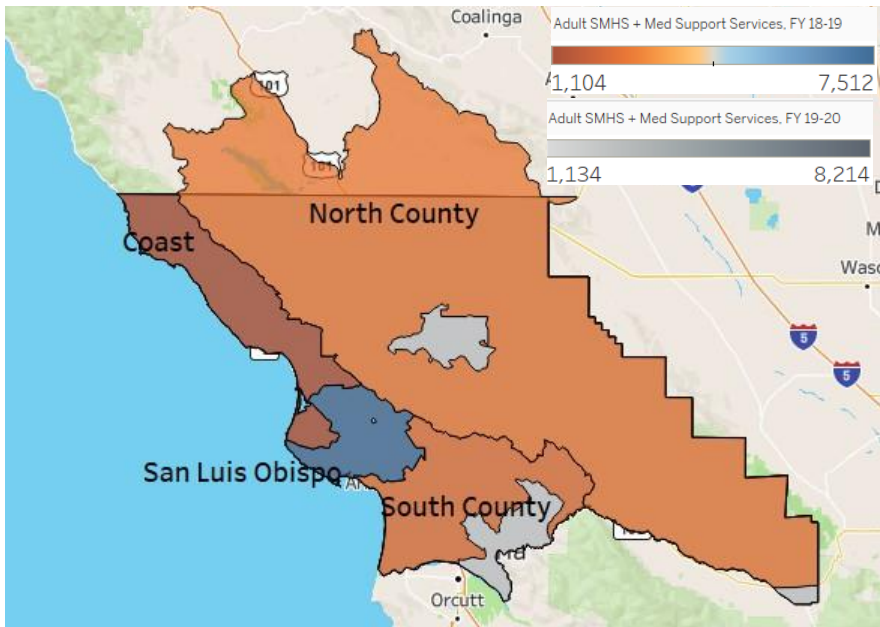 Coalinga
Adult SMHS + Med Support Services, FY 18-19
1,104 7,512
Adult SMHS + Med Support Services, FY 19-20
1,134 8,214
101
101
North County
Coast
Wasc
5
5
San Luis Obispo
South County
Orcutt